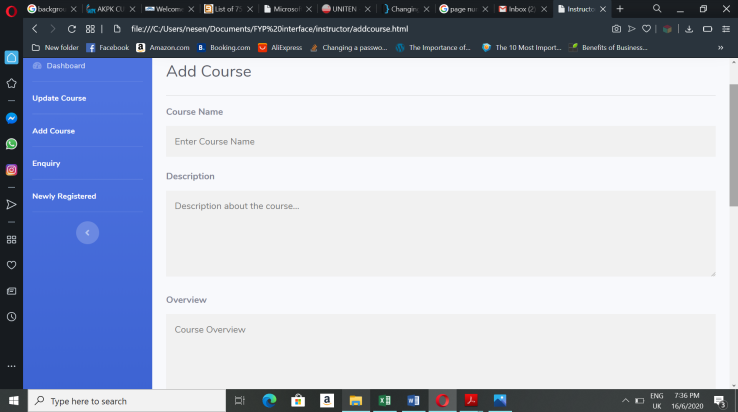 backgrou
AKPK Cl
Welcome
List of 75
Microsof
UNITEN
Changin
page nur
Inbox (2)
Instructo
file:///C:/Users/nesen/Documents/FYP%20interface/instructor/addcourse.html
New folder
Facebook
Amazon.com
Booking.com
AliExpress
Changing a passwo...
The Importance of...
The 10 Most Import...
Benefits of Business...
Dashboard
Update Course
Add Course
Enquiry
Newly Registered
Add Course
Course Name
Enter Course Name
Description
Description about the course...
Overview
Course Overview
Type here to search
ENG
UK
7:36 PM
16/6/2020
3